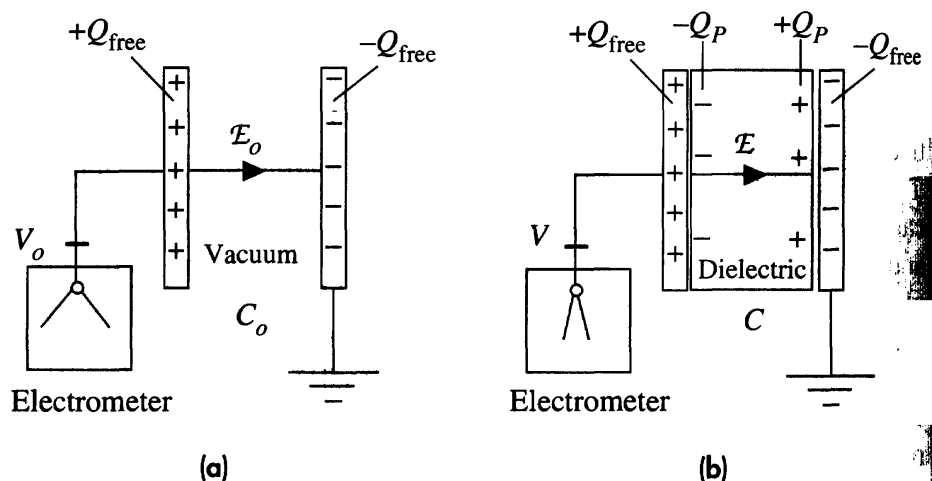 +Q_free
−Q_free
+ + + + +
− − − − −
ℰ_o
V_o
Vacuum
C_o
Electrometer
(a)
+Q_free
−Q_P
+Q_P
−Q_free
+ + + + +
− − −
+ + +
− − − − −
ℰ
V
Dielectric
C
Electrometer
(b)